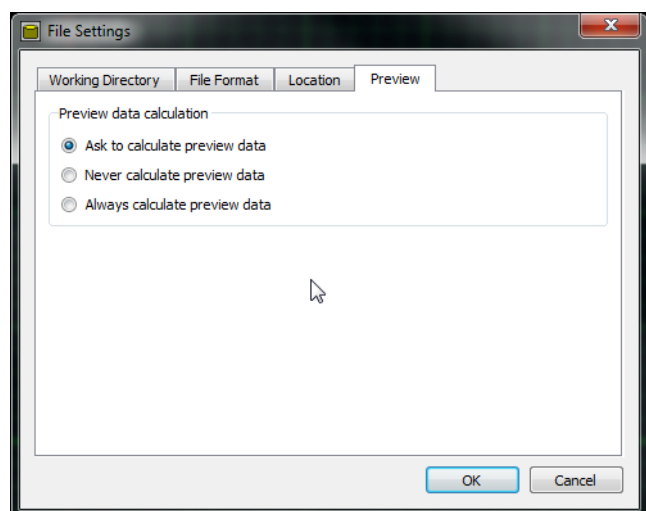 File Settings
Working Directory File Format Location Preview
Preview data calculation
Ask to calculate preview data
Never calculate preview data
Always calculate preview data
OK Cancel